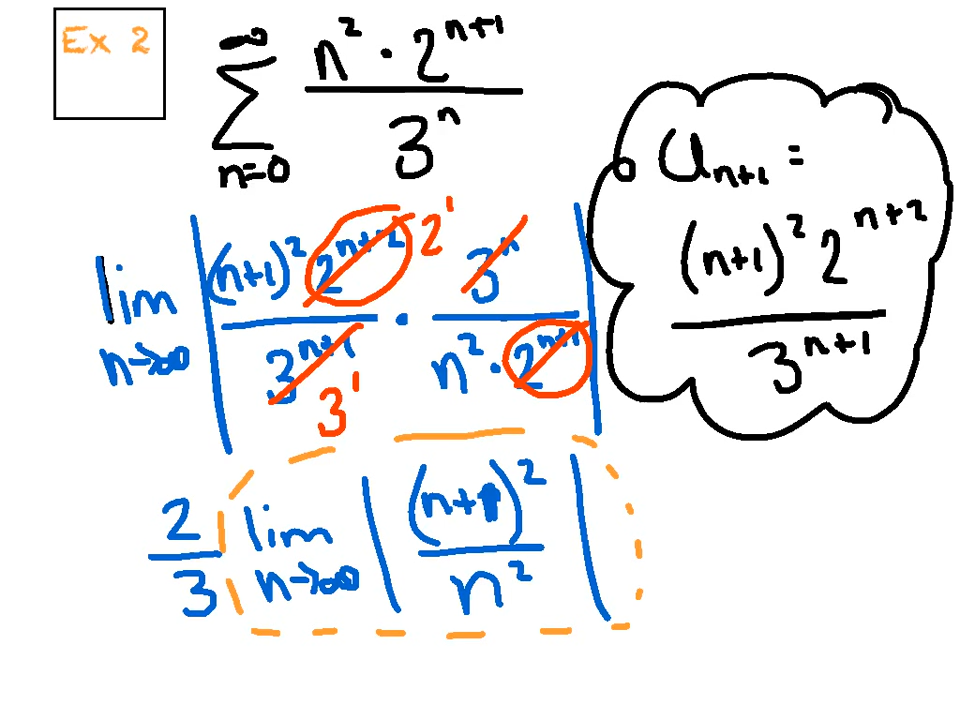 Ex 2
∞
∑ n² · 2ⁿ⁺¹ / 3ⁿ
n=0
Uₙ₊₁ =
(n+1)² 2ⁿ⁺² / 3ⁿ⁺¹
lim n→∞ | (n+1)² 2ⁿ⁺² 2¹ / 3ⁿ⁺¹ 3¹ · 3ⁿ / n² · 2ⁿ⁺¹ |
2/3 lim n→∞ | (n+1)² / n² |